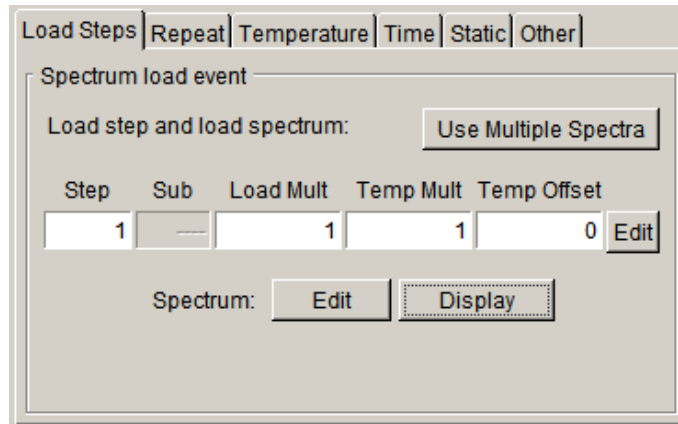 Load Steps Repeat Temperature Time Static Other
Spectrum load event
Load step and load spectrum: Use Multiple Spectra
Step Sub Load Mult Temp Mult Temp Offset
1 ---- 1 1 0 Edit
Spectrum: Edit Display